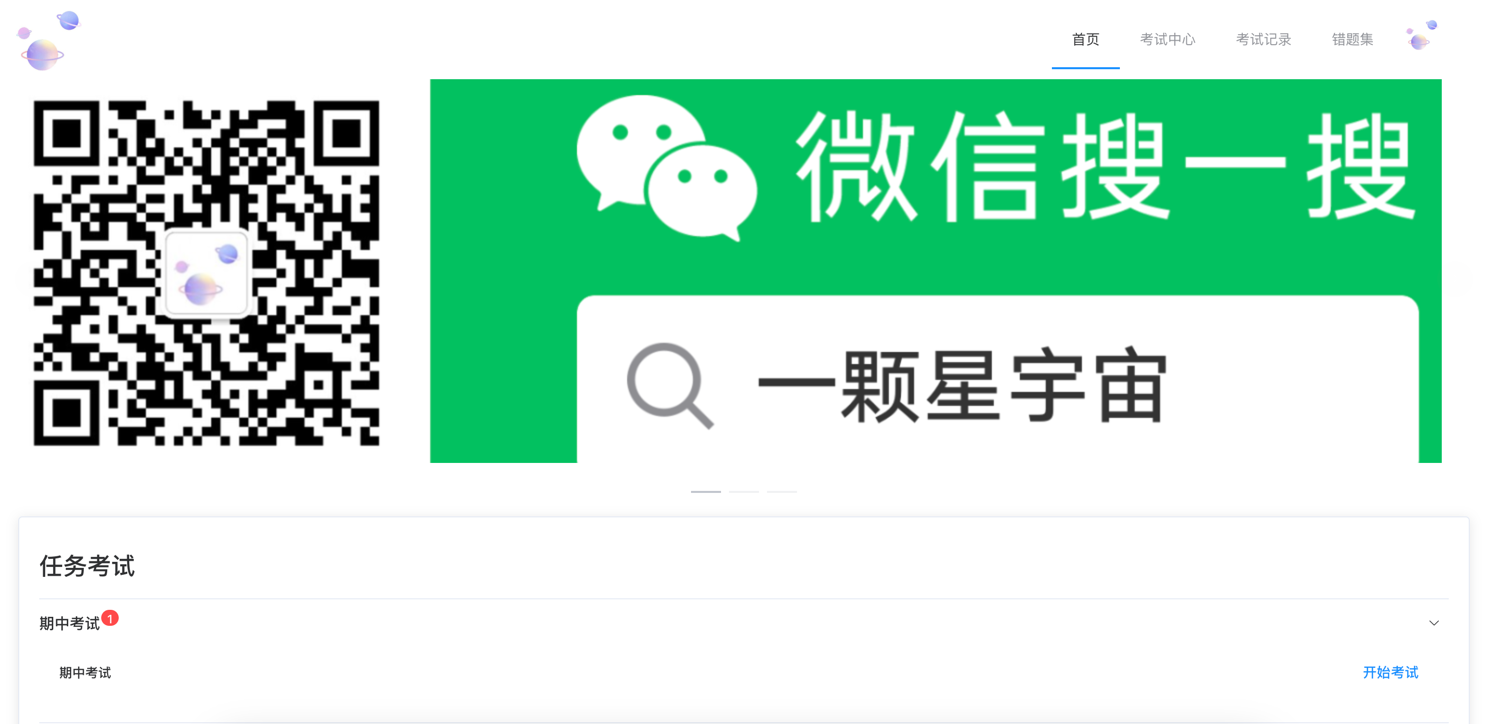 首页 考试中心 考试记录 错题集
微信搜一搜
一颗星宇宙
任务考试
期中考试 1
期中考试 开始考试